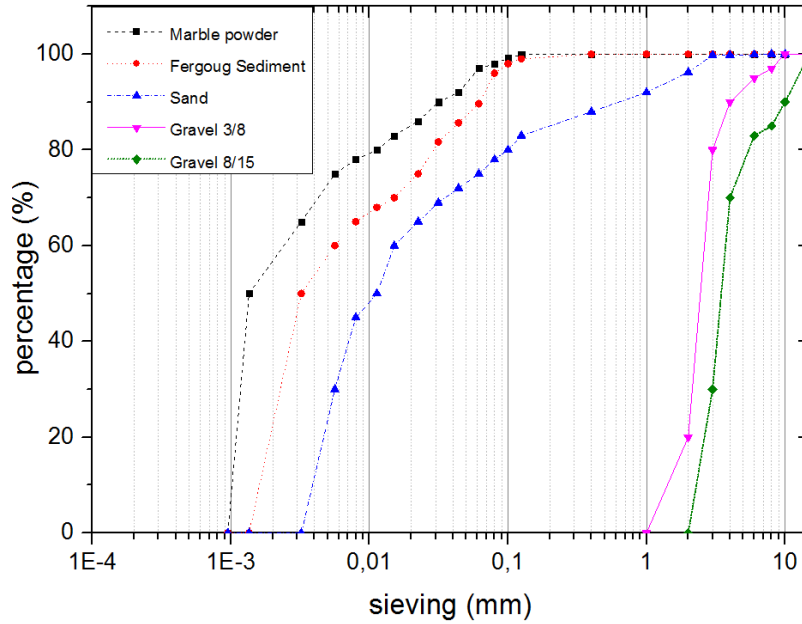 Marble powder
Fergoug Sediment
Sand
Gravel 3/8
Gravel 8/15
percentage (%)
100
80
60
40
20
0
1E-4
1E-3
0,01
0,1
1
10
sieving (mm)